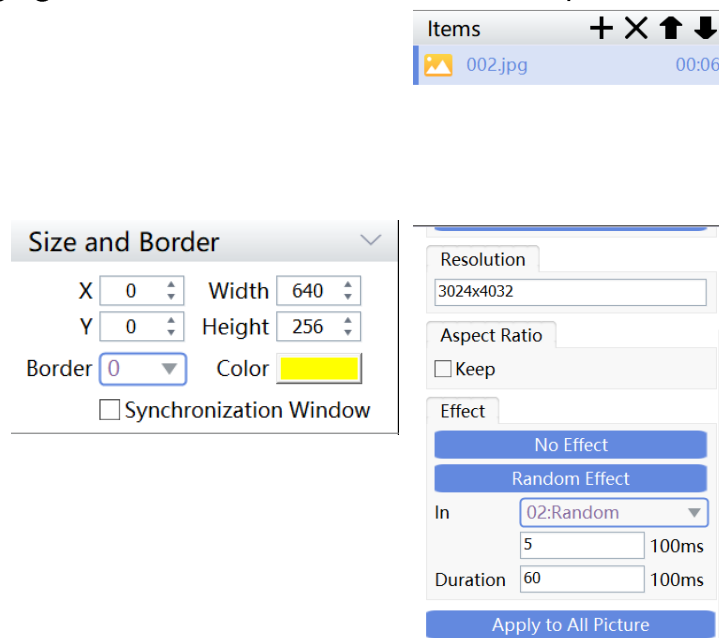 Items
002.jpg 00:06
Size and Border
X 0 Width 640
Y 0 Height 256
Border 0 Color
Synchronization Window
Resolution
3024x4032
Aspect Ratio
Keep
Effect
No Effect
Random Effect
In 02:Random
5 100ms
Duration 60 100ms
Apply to All Picture